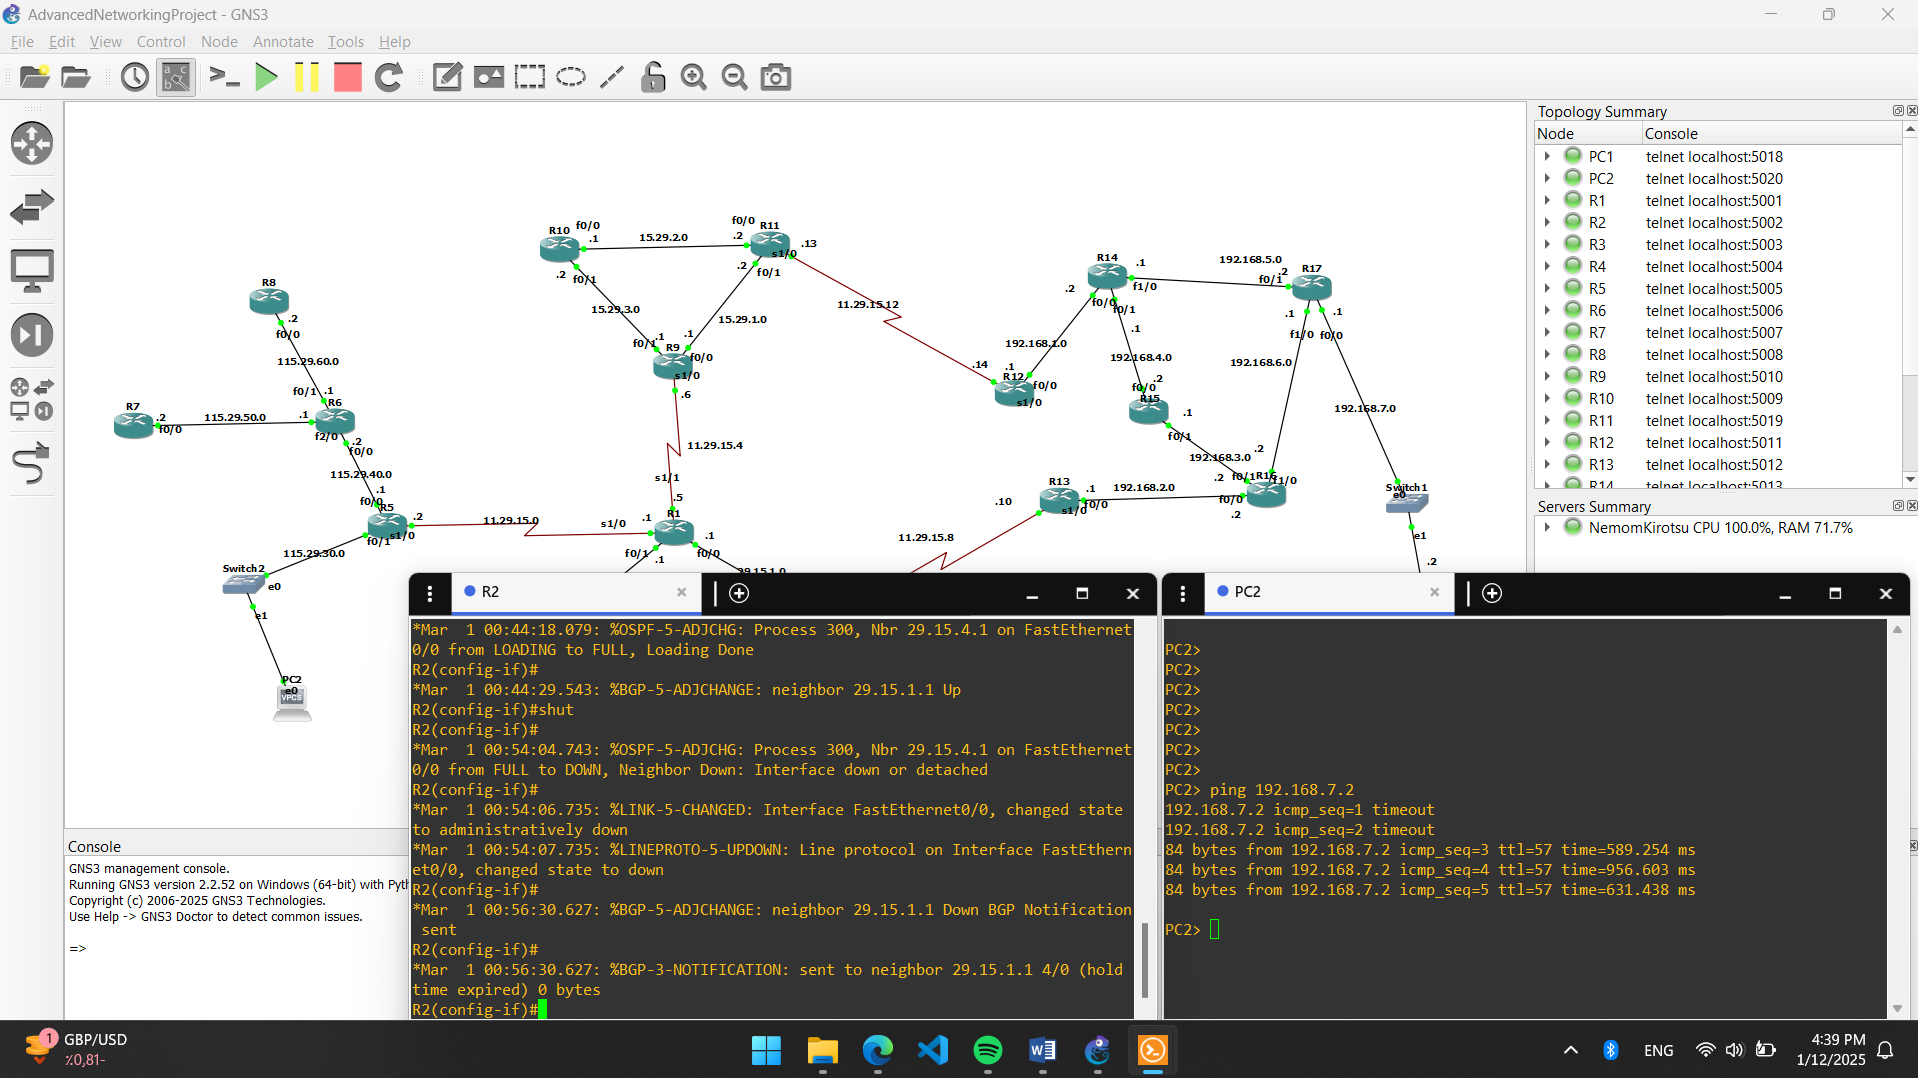 AdvancedNetworkingProject - GNS3
File Edit View Control Node Annotate Tools Help
Topology Summary
Node Console
PC1 telnet localhost:5018
PC2 telnet localhost:5020
R1 telnet localhost:5001
R2 telnet localhost:5002
R3 telnet localhost:5003
R4 telnet localhost:5004
R5 telnet localhost:5005
R6 telnet localhost:5006
R7 telnet localhost:5007
R8 telnet localhost:5008
R9 telnet localhost:5010
R10 telnet localhost:5009
R11 telnet localhost:5019
R12 telnet localhost:5011
R13 telnet localhost:5012
R14 telnet localhost:5013
Servers Summary
NemomKirotsu CPU 100.0%, RAM 71.7%
R10 f0/0
.1
15.29.2.0
f0/0
.2
R11
.13
s1/0
.2
f0/1
.2
f0/1
15.29.3.0
15.29.1.0
11.29.15.12
f0/1
.1
R9
.1
f0/0
s1/0
.6
11.29.15.4
s1/1
.5
R8
.2
f0/0
115.29.60.0
f0/1
.1
R6
R7
.2
f0/0
115.29.50.0
.1
f2/0
.2
f0/0
115.29.40.0
.1
f0/0
R5
.2
s1/0
f0/1
11.29.15.0
s1/0
.1
R1
.1
f0/1
.1
f0/0
29.15.1.0
115.29.30.0
Switch2
e0
e1
PC2
e0
VPCS
R14
.1
f1/0
192.168.5.0
.2
f0/1
R17
.2
f0/0
f0/1
.1
f1/0
.1
f0/0
192.168.1.0
.1
192.168.4.0
192.168.6.0
.14
.1
R12
f0/0
s1/0
.2
f0/0
R15
.1
f0/1
192.168.7.0
192.168.3.0
.2
.2
f0/1
R16
f1/0
f0/0
.2
R13
.1
f0/0
s1/0
.10
192.168.2.0
11.29.15.8
Switch1
e0
e1
.2
R2
*Mar  1 00:44:18.079: %OSPF-5-ADJCHG: Process 300, Nbr 29.15.4.1 on FastEthernet
0/0 from LOADING to FULL, Loading Done
R2(config-if)#
*Mar  1 00:44:29.543: %BGP-5-ADJCHANGE: neighbor 29.15.1.1 Up
R2(config-if)#shut
R2(config-if)#
*Mar  1 00:54:04.743: %OSPF-5-ADJCHG: Process 300, Nbr 29.15.4.1 on FastEthernet
0/0 from FULL to DOWN, Neighbor Down: Interface down or detached
R2(config-if)#
*Mar  1 00:54:06.735: %LINK-5-CHANGED: Interface FastEthernet0/0, changed state
to administratively down
*Mar  1 00:54:07.735: %LINEPROTO-5-UPDOWN: Line protocol on Interface FastEthern
et0/0, changed state to down
R2(config-if)#
*Mar  1 00:56:30.627: %BGP-5-ADJCHANGE: neighbor 29.15.1.1 Down BGP Notification
sent
R2(config-if)#
*Mar  1 00:56:30.627: %BGP-3-NOTIFICATION: sent to neighbor 29.15.1.1 4/0 (hold
time expired) 0 bytes
R2(config-if)#
PC2
PC2>
PC2>
PC2>
PC2>
PC2>
PC2>
PC2>
PC2> ping 192.168.7.2
192.168.7.2 icmp_seq=1 timeout
192.168.7.2 icmp_seq=2 timeout
84 bytes from 192.168.7.2 icmp_seq=3 ttl=57 time=589.254 ms
84 bytes from 192.168.7.2 icmp_seq=4 ttl=57 time=956.603 ms
84 bytes from 192.168.7.2 icmp_seq=5 ttl=57 time=631.438 ms
PC2>
Console
GNS3 management console.
Running GNS3 version 2.2.52 on Windows (64-bit) with Pyth
Copyright (c) 2006-2025 GNS3 Technologies.
Use Help -> GNS3 Doctor to detect common issues.
=>
1
GBP/USD
٪0,81-
ENG
4:39 PM
1/12/2025